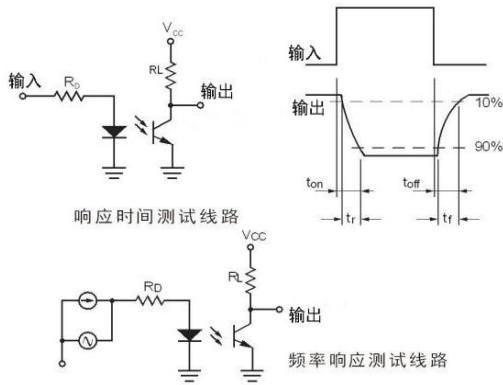 Vcc
RL
输入
RD
输出
响应时间测试线路
输入
输出
10%
90%
ton
toff
tr
tf
VCC
RL
RD
输出
频率响应测试线路